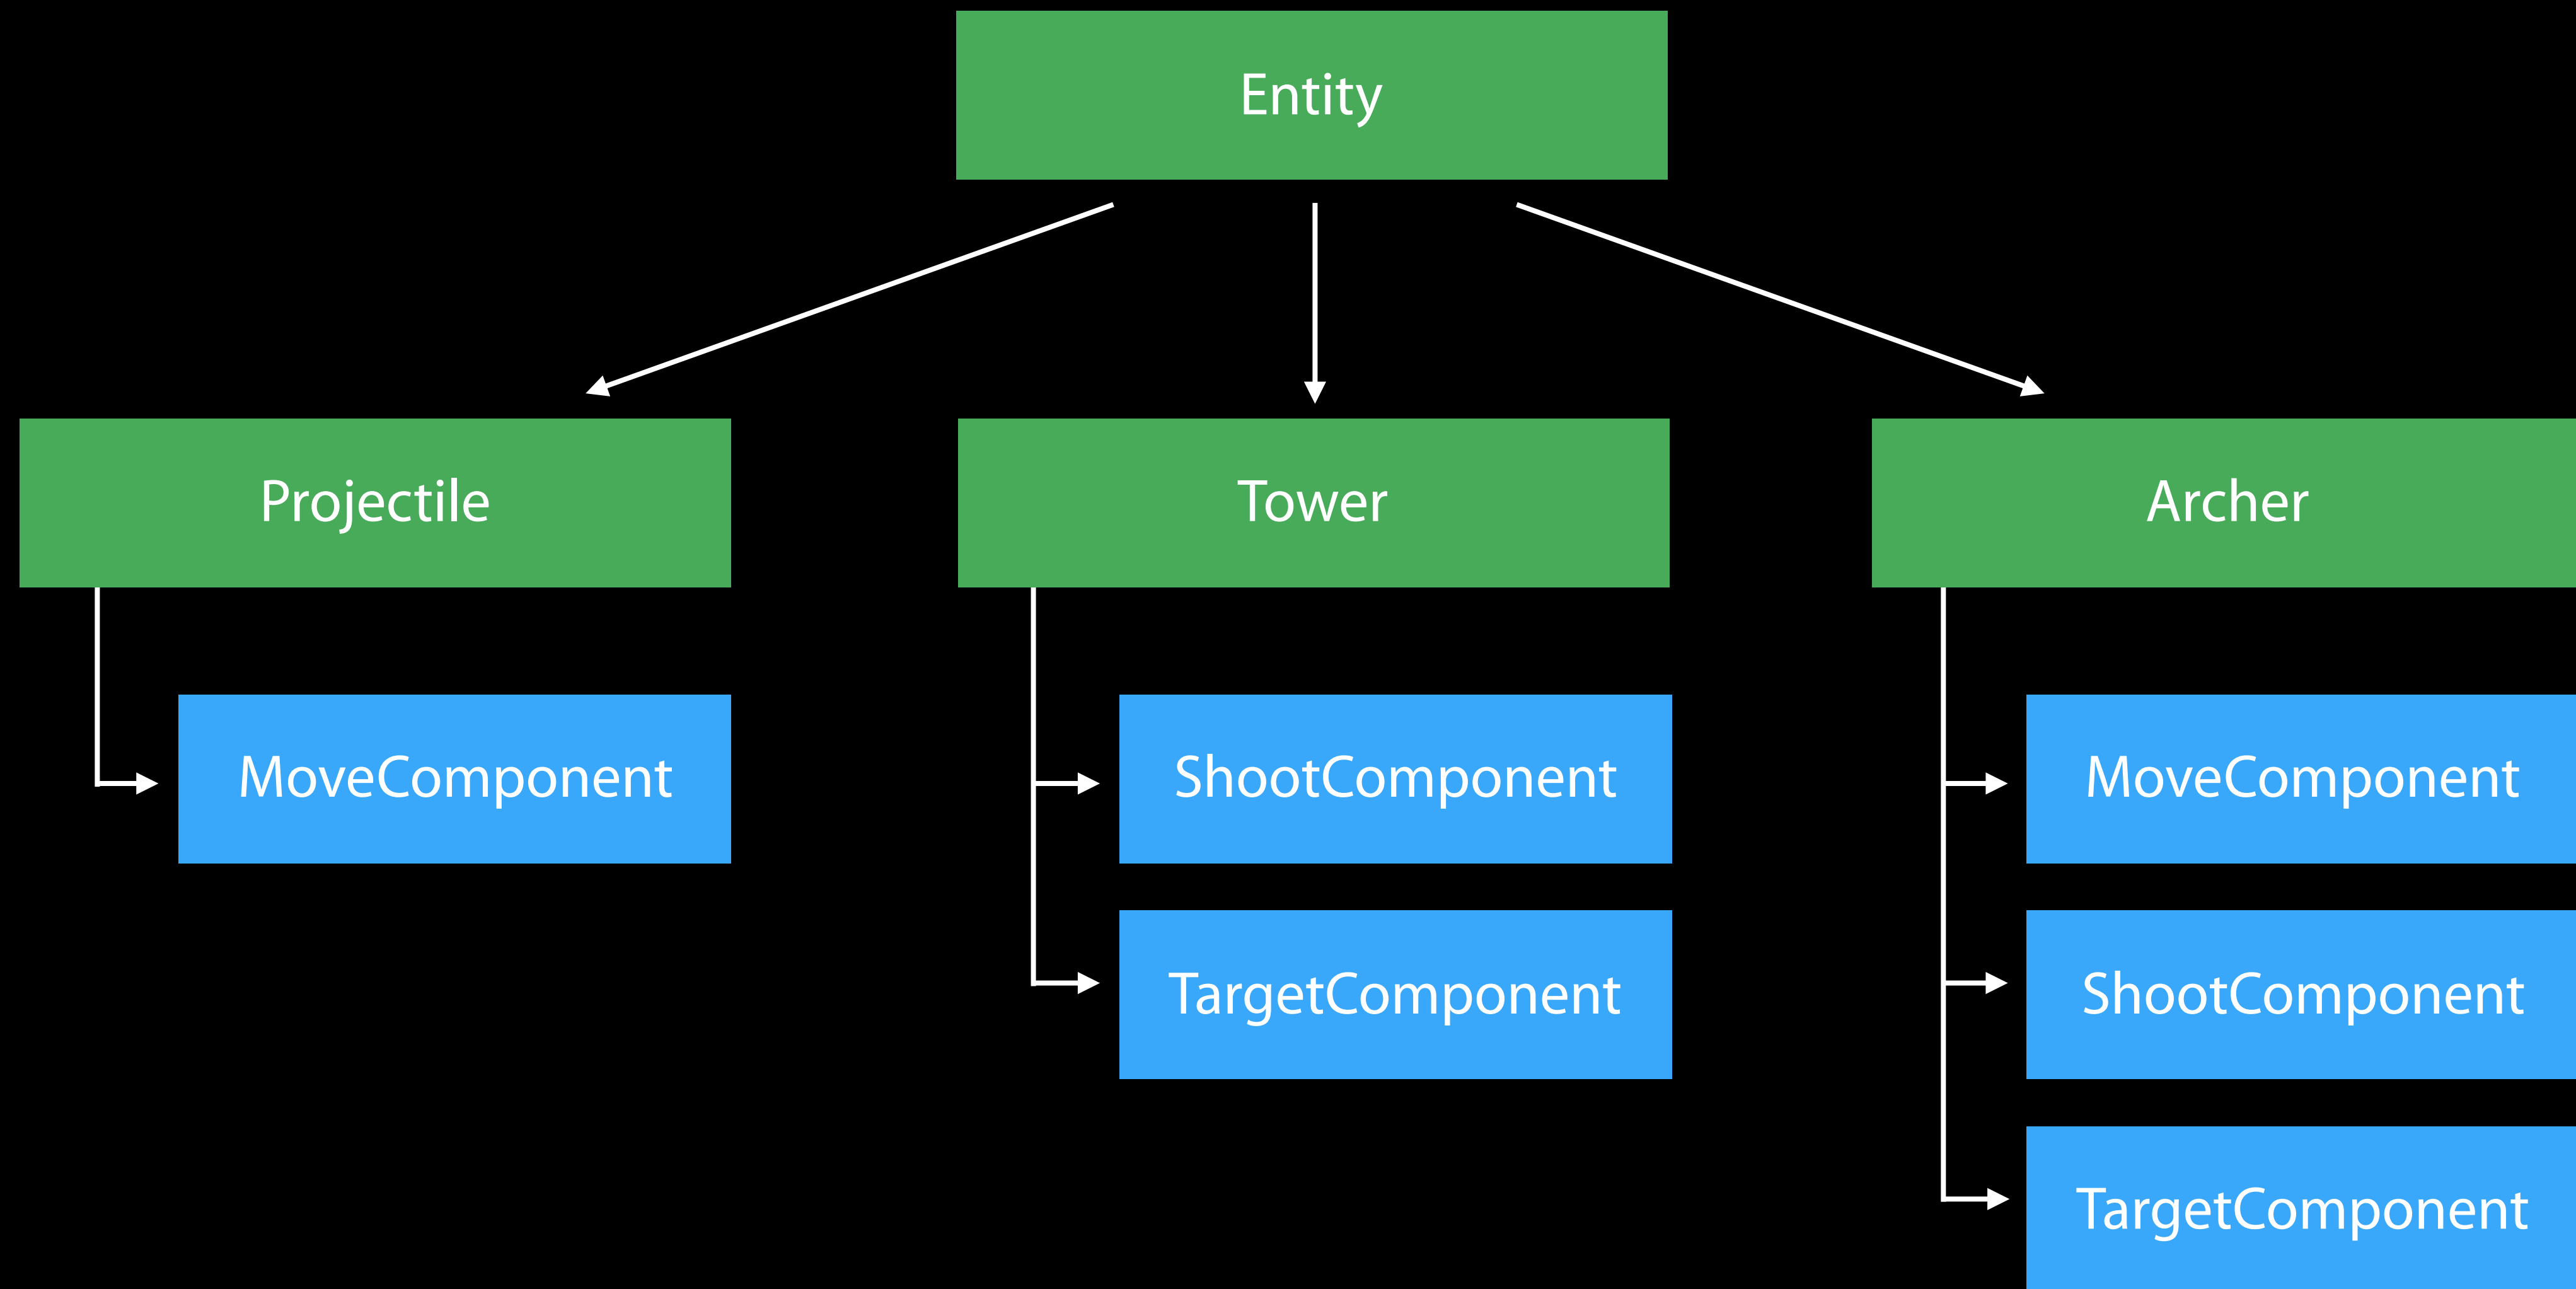 Entity
Projectile
Tower
Archer
MoveComponent
ShootComponent
MoveComponent
TargetComponent
ShootComponent
TargetComponent